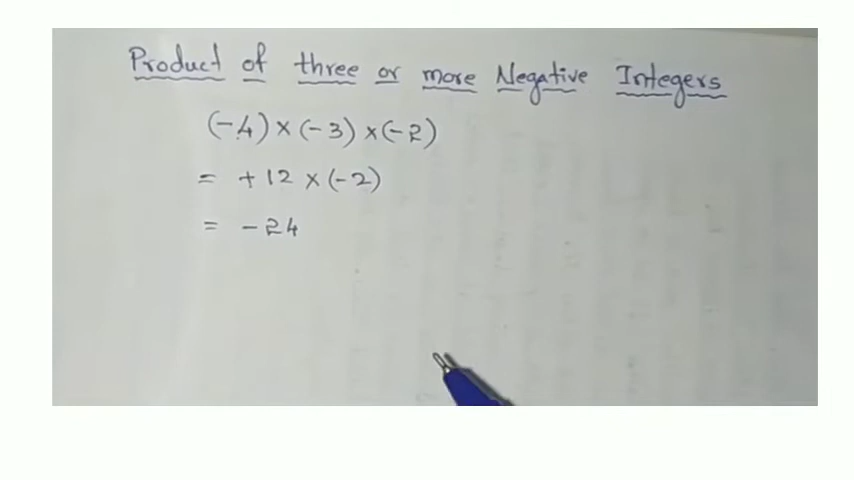 Product of three or more Negative Integers
(-4) × (-3) × (-2)
= +12 × (-2)
= -24